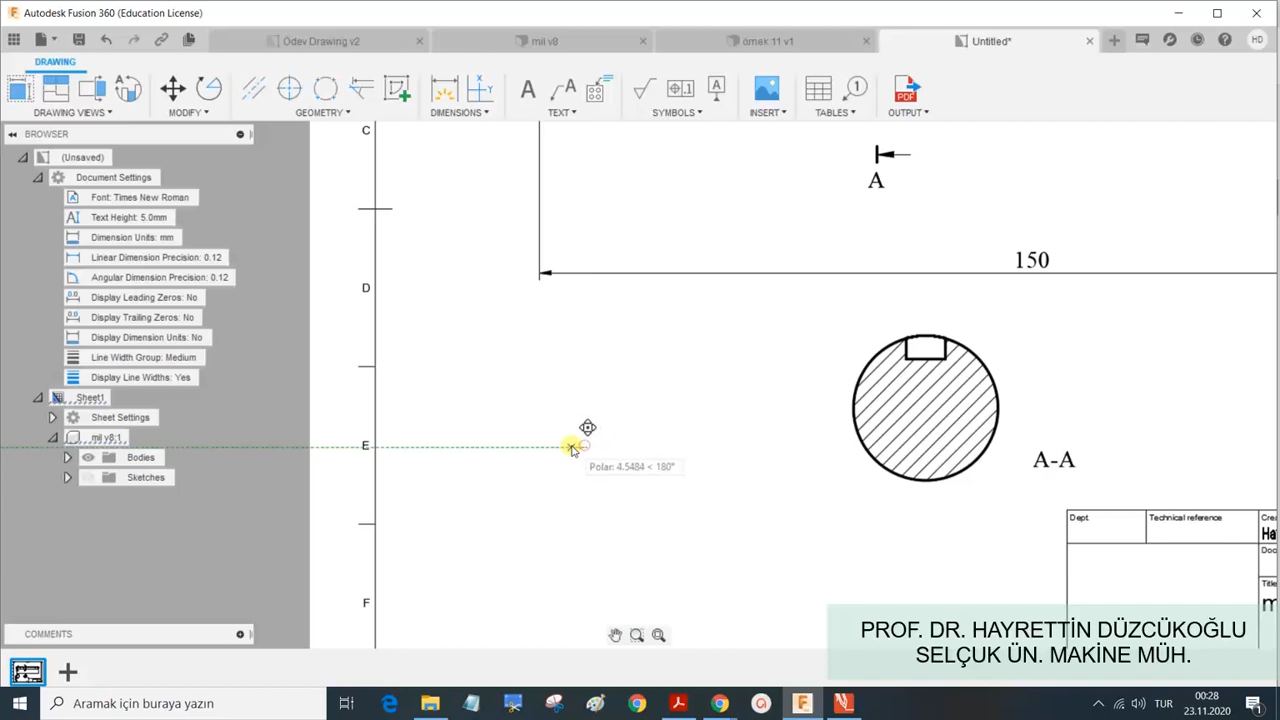 Autodesk Fusion 360 (Education License)
Ödev Drawing v2
mil v8
örnek 11 v1
Untitled*
HD
DRAWING
DRAWING VIEWS
MODIFY
GEOMETRY
DIMENSIONS
TEXT
SYMBOLS
INSERT
TABLES
OUTPUT
BROWSER
(Unsaved)
Document Settings
Font: Times New Roman
Text Height: 5.0mm
Dimension Units: mm
Linear Dimension Precision: 0.12
Angular Dimension Precision: 0.12
Display Leading Zeros: No
Display Trailing Zeros: No
Display Dimension Units: No
Line Width Group: Medium
Display Line Widths: Yes
Sheet1
Sheet Settings
mil v8:1
Bodies
Sketches
COMMENTS
C
D
E
F
A
150
A-A
Polar: 4.5484 < 180°
Dept.
Technical reference
PROF. DR. HAYRETTİN DÜZCÜKOĞLU
SELÇUK ÜN. MAKİNE MÜH.
Aramak için buraya yazın
TUR
00:28
23.11.2020